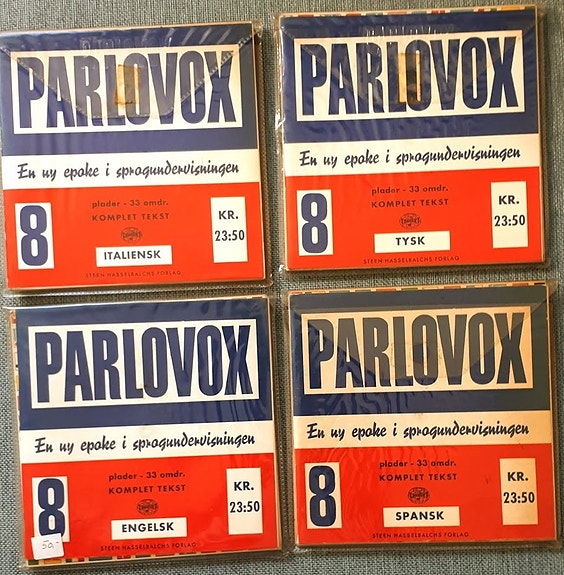 PARLOVOX
En ny epoke i sprogundervisningen
8
plader - 33 omdr.
KOMPLET TEKST
ITALIENSK
KR.
23:50
STEEN HASSELBALCHS FORLAG
PARLOVOX
En ny epoke i sprogundervisningen
8
plader - 33 omdr.
KOMPLET TEKST
TYSK
KR.
23:50
STEEN HASSELBALCHS FORLAG
PARLOVOX
En ny epoke i sprogundervisningen
8
plader - 33 omdr.
KOMPLET TEKST
ENGELSK
KR.
23:50
50,-
STEEN HASSELBALCHS FORLAG
PARLOVOX
En ny epoke i sprogundervisningen
8
plader - 33 omdr.
KOMPLET TEKST
SPANSK
KR.
23:50
STEEN HASSELBALCHS FORLAG